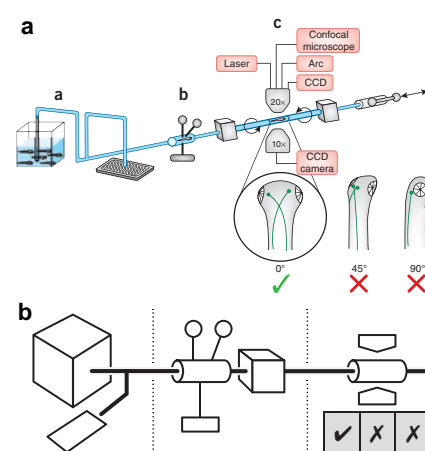 a
c
Confocal
microscope
Laser
Arc
CCD
a
b
20×
10×
CCD
camera
0°
45°
90°
b